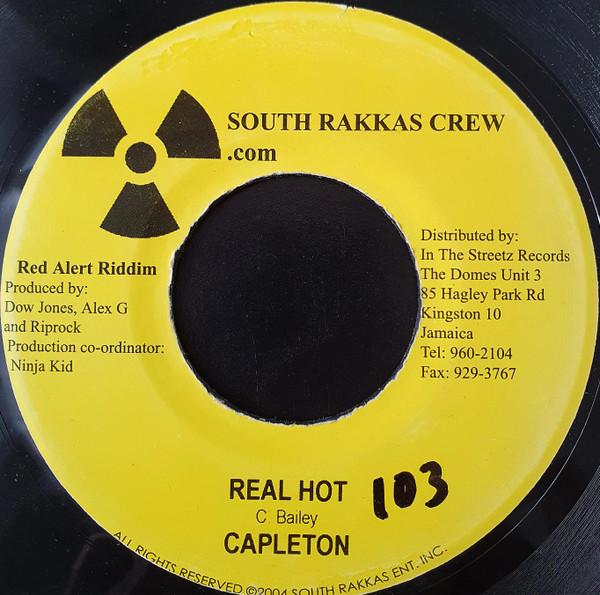 SOUTH RAKKAS CREW
.com
Red Alert Riddim
Produced by:
Dow Jones, Alex G
and Riprock
Production co-ordinator:
Ninja Kid
Distributed by:
In The Streetz Records
The Domes Unit 3
85 Hagley Park Rd
Kingston 10
Jamaica
Tel: 960-2104
Fax: 929-3767
REAL HOT
103
C. Bailey
CAPLETON
ALL RIGHTS RESERVED ©2004 SOUTH RAKKAS ENT. INC.